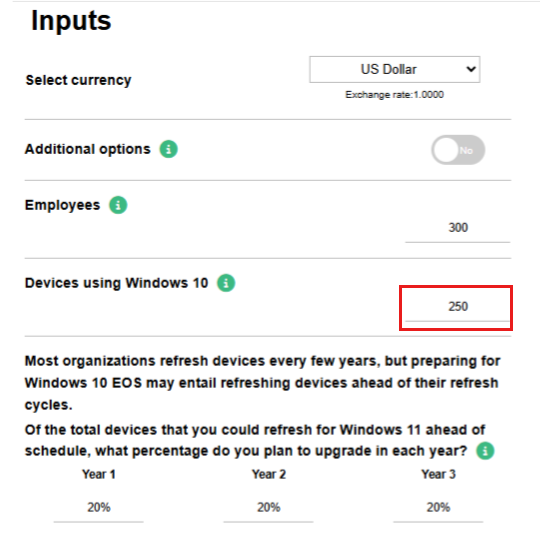 Inputs
Select currency
US Dollar
Exchange rate:1.0000
Additional options i
No
Employees i
300
Devices using Windows 10 i
250
Most organizations refresh devices every few years, but preparing for
Windows 10 EOS may entail refreshing devices ahead of their refresh
cycles.
Of the total devices that you could refresh for Windows 11 ahead of
schedule, what percentage do you plan to upgrade in each year? i
Year 1 Year 2 Year 3
20% 20% 20%